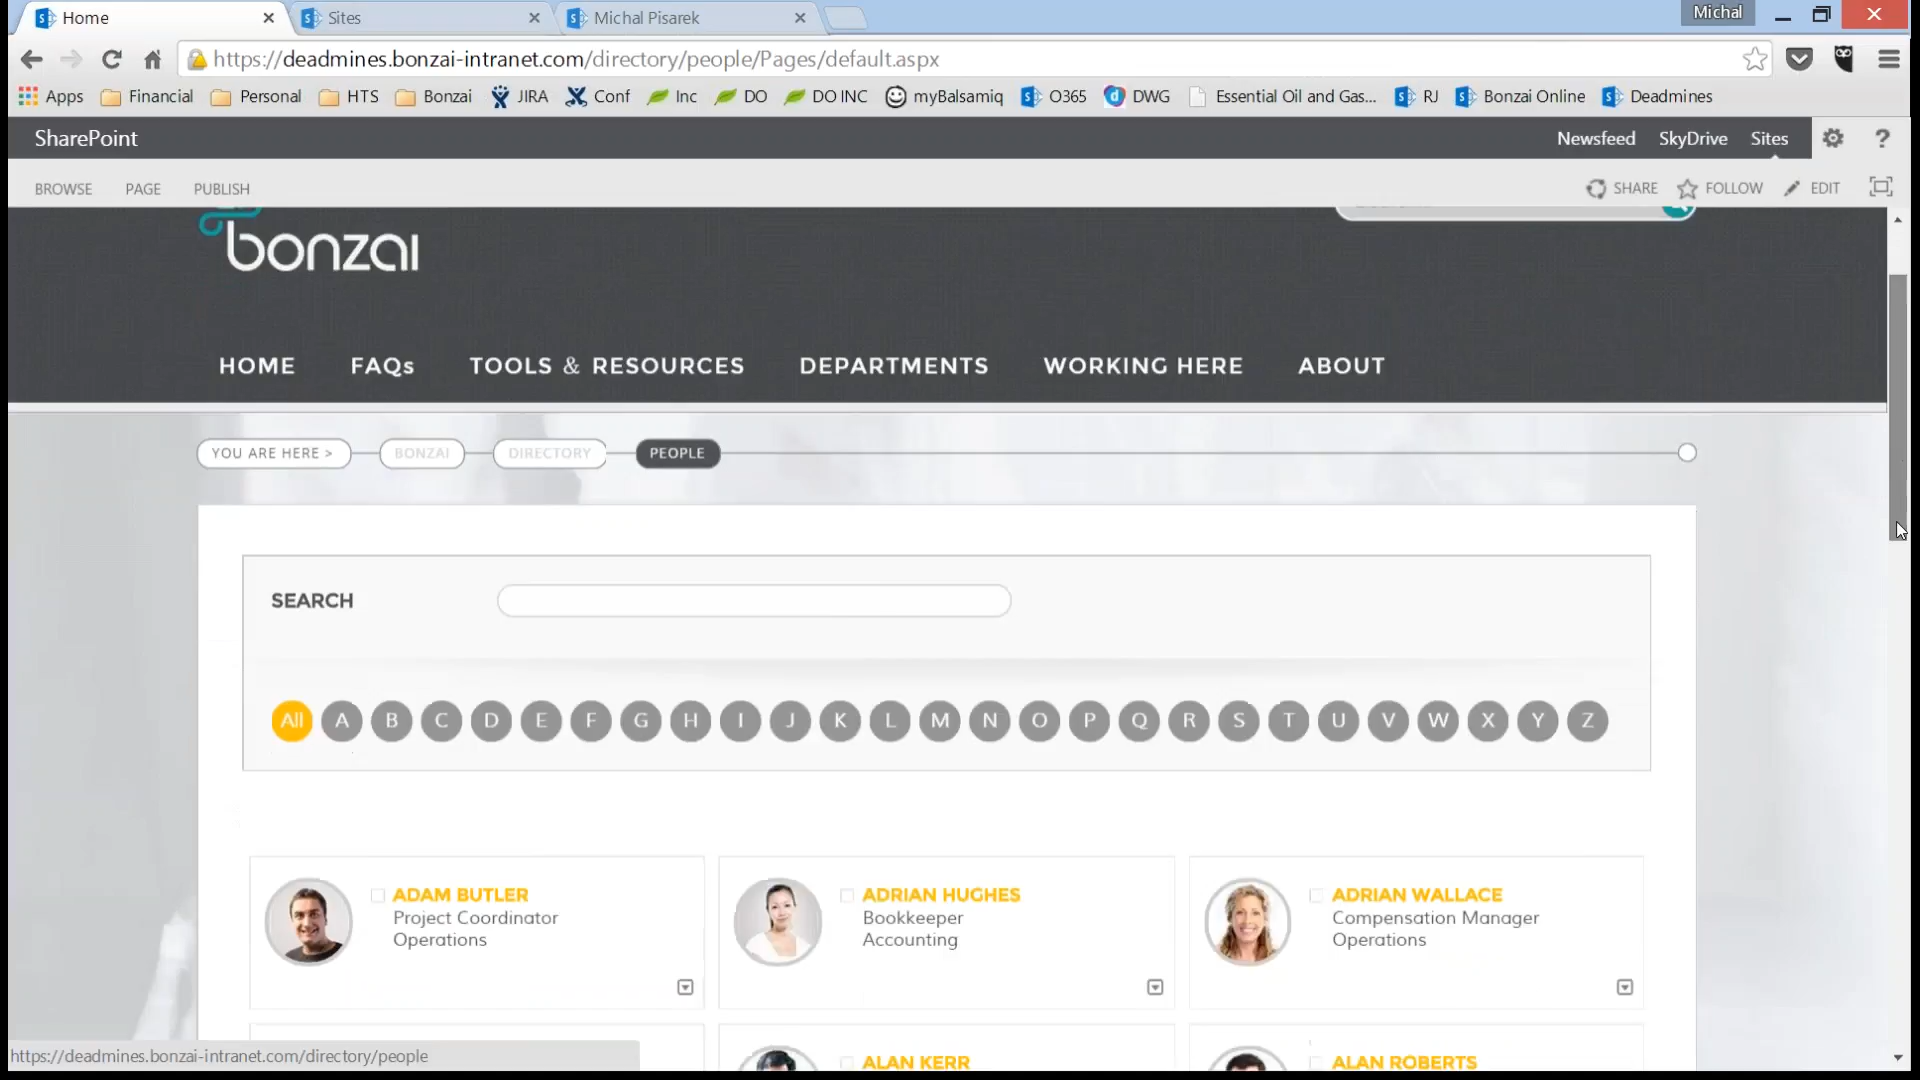 Home
Sites
Michal Pisarek
Michal
https://deadmines.bonzai-intranet.com/directory/people/Pages/default.aspx
Apps Financial Personal HTS Bonzai JIRA Conf Inc DO DO INC myBalsamiq O365 DWG Essential Oil and Gas... RJ Bonzai Online Deadmines
SharePoint
Newsfeed SkyDrive Sites ?
BROWSE PAGE PUBLISH
SHARE FOLLOW EDIT
bonzai
HOME FAQs TOOLS & RESOURCES DEPARTMENTS WORKING HERE ABOUT
YOU ARE HERE > BONZAI DIRECTORY PEOPLE
SEARCH
All A B C D E F G H I J K L M N O P Q R S T U V W X Y Z
ADAM BUTLER
Project Coordinator
Operations
ADRIAN HUGHES
Bookkeeper
Accounting
ADRIAN WALLACE
Compensation Manager
Operations
ALAN KERR
ALAN ROBERTS
https://deadmines.bonzai-intranet.com/directory/people